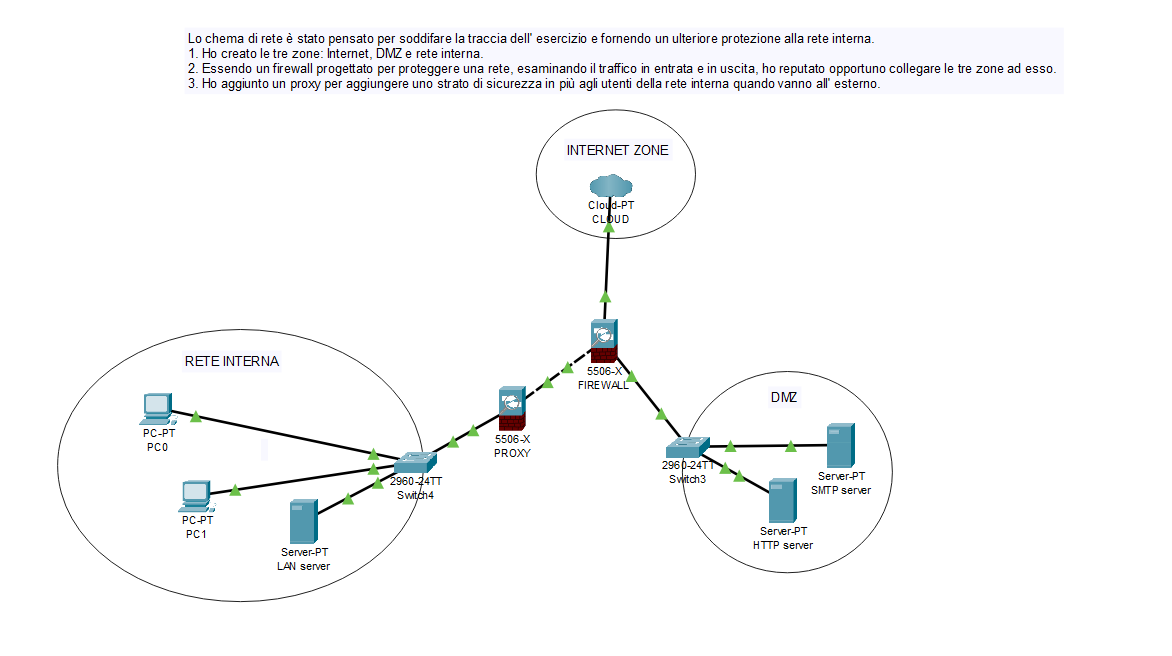 Lo chema di rete è stato pensato per soddifare la traccia dell' esercizio e fornendo un ulteriore protezione alla rete interna.
1. Ho creato le tre zone: Internet, DMZ e rete interna.
2. Essendo un firewall progettato per proteggere una rete, esaminando il traffico in entrata e in uscita, ho reputato opportuno collegare le tre zone ad esso.
3. Ho aggiunto un proxy per aggiungere uno strato di sicurezza in più agli utenti della rete interna quando vanno all' esterno.
INTERNET ZONE
Cloud-PT
CLOUD
5506-X
FIREWALL
RETE INTERNA
PC-PT
PC0
5506-X
PROXY
2960-24TT
Switch4
PC-PT
PC1
Server-PT
LAN server
DMZ
2960-24TT
Switch3
Server-PT
SMTP server
Server-PT
HTTP server